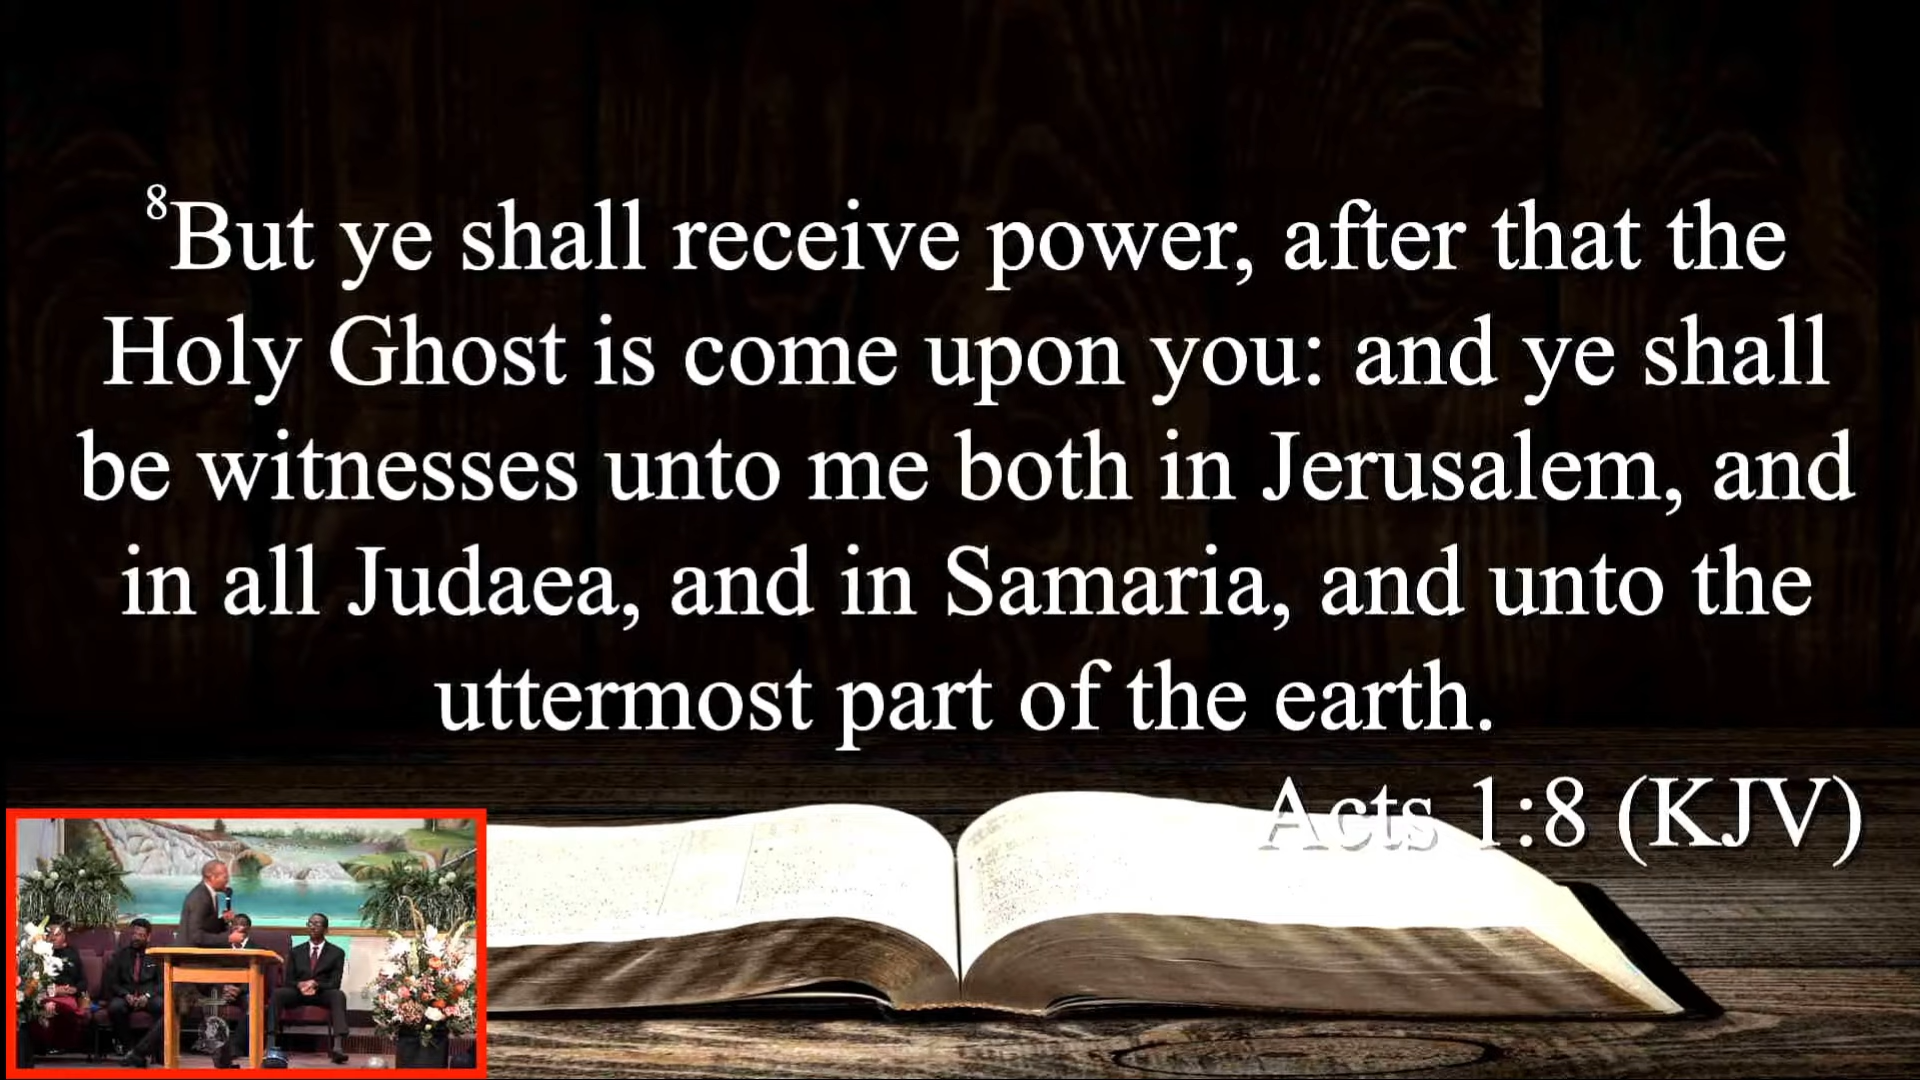 8But ye shall receive power, after that the
Holy Ghost is come upon you: and ye shall
be witnesses unto me both in Jerusalem, and
in all Judaea, and in Samaria, and unto the
uttermost part of the earth.
Acts 1:8 (KJV)